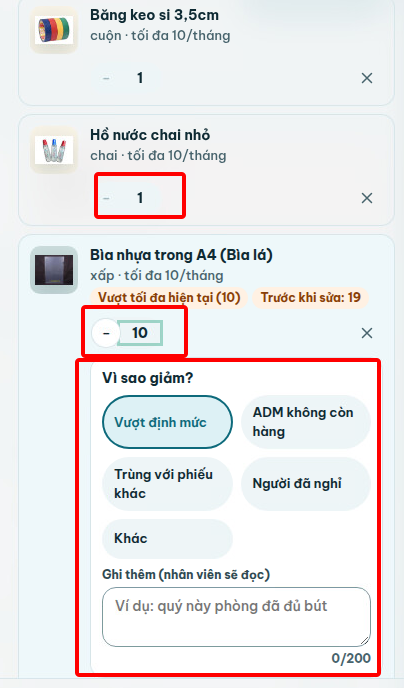 Băng keo si 3,5cm
cuộn · tối đa 10/tháng
- 1 ×
Hồ nước chai nhỏ
chai · tối đa 10/tháng
- 1 ×
Bìa nhựa trong A4 (Bìa lá)
xấp · tối đa 10/tháng
Vượt tối đa hiện tại (10) Trước khi sửa: 19
- 10 ×
Vì sao giảm?
Vượt định mức
ADM không còn
hàng
Trùng với phiếu
khác
Người đã nghỉ
Khác
Ghi thêm (nhân viên sẽ đọc)
Ví dụ: quý này phòng đã đủ bút
0/200